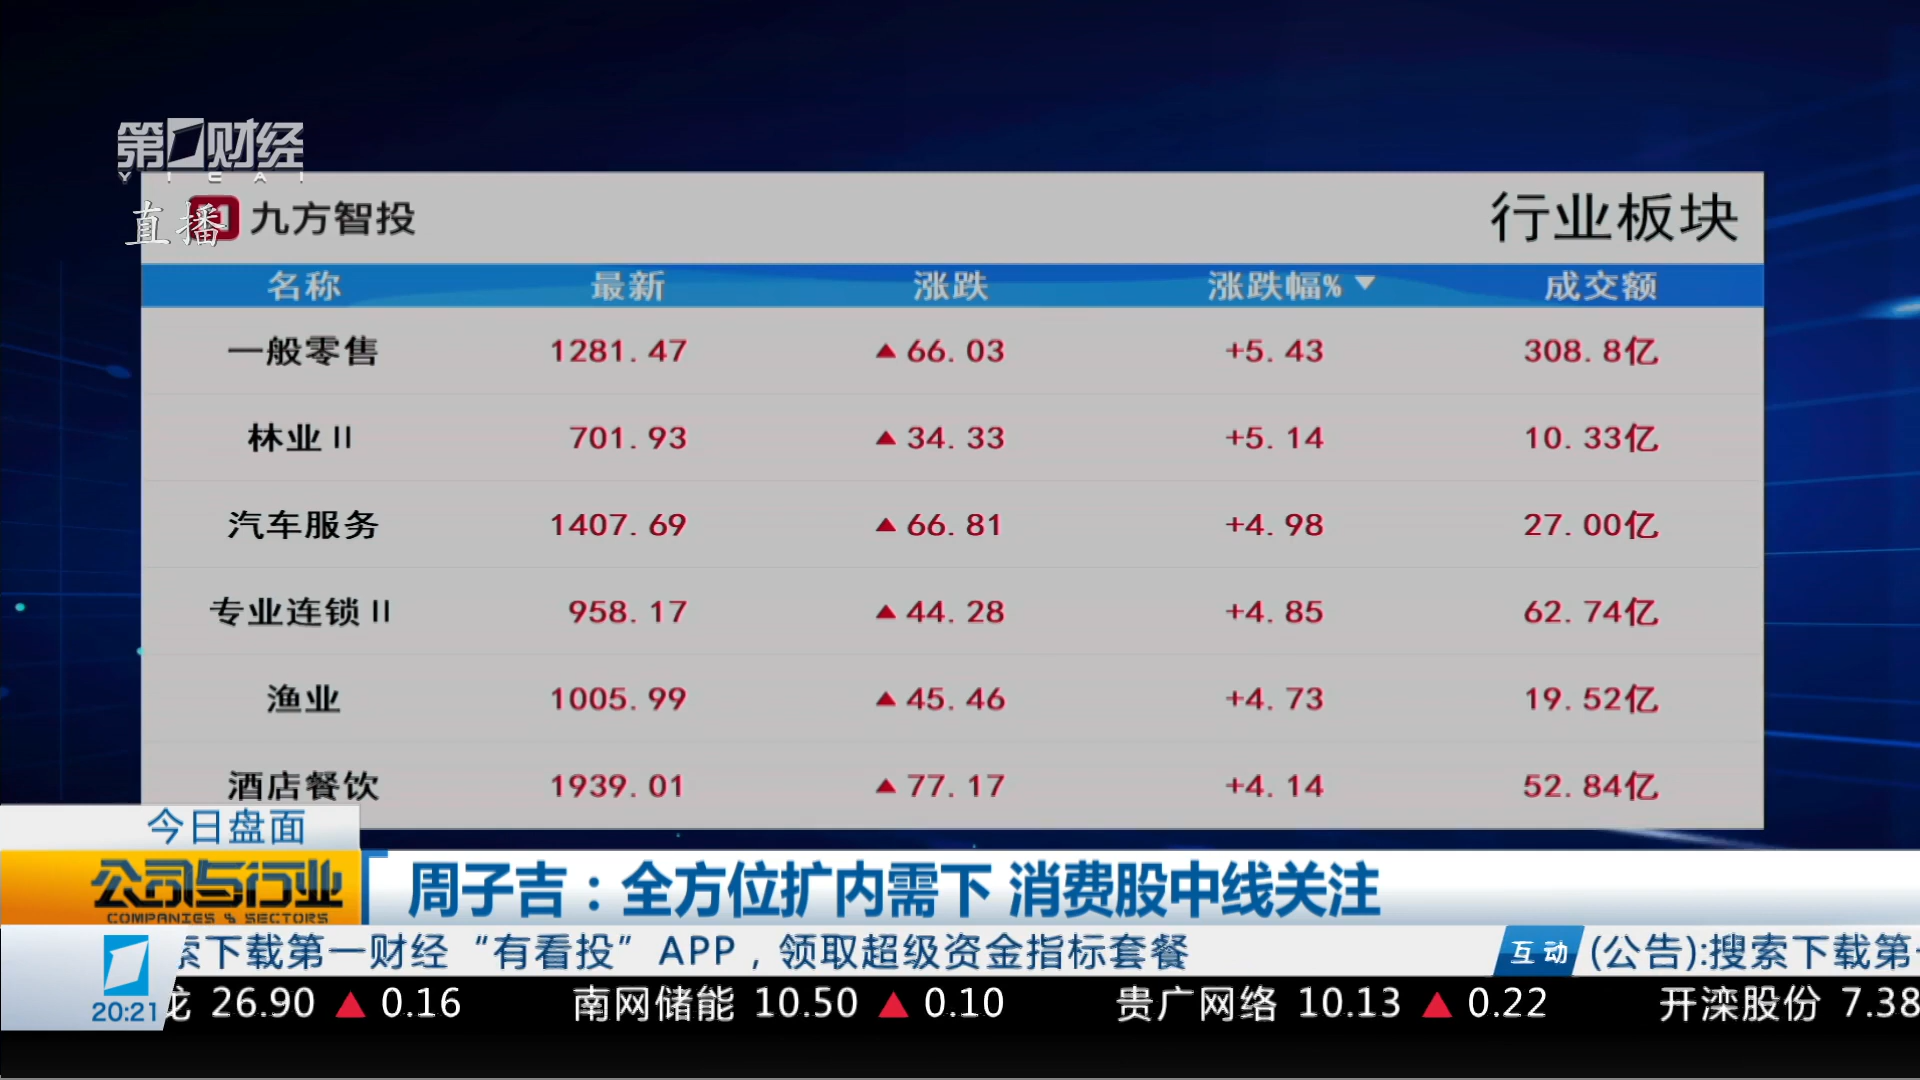 第一财经
YICAI
直播
九方智投
行业板块
名称 最新 涨跌 涨跌幅% 成交额
一般零售 1281.47 ▲66.03 +5.43 308.8亿
林业Ⅱ 701.93 ▲34.33 +5.14 10.33亿
汽车服务 1407.69 ▲66.81 +4.98 27.00亿
专业连锁Ⅱ 958.17 ▲44.28 +4.85 62.74亿
渔业 1005.99 ▲45.46 +4.73 19.52亿
酒店餐饮 1939.01 ▲77.17 +4.14 52.84亿
今日盘面
公司与行业
COMPANIES & SECTORS
周子吉：全方位扩内需下 消费股中线关注
索下载第一财经“有看投”APP，领取超级资金指标套餐 互动 (公告):搜索下载第一
20:21
龙 26.90 ▲ 0.16 南网储能 10.50 ▲ 0.10 贵广网络 10.13 ▲ 0.22 开滦股份 7.38